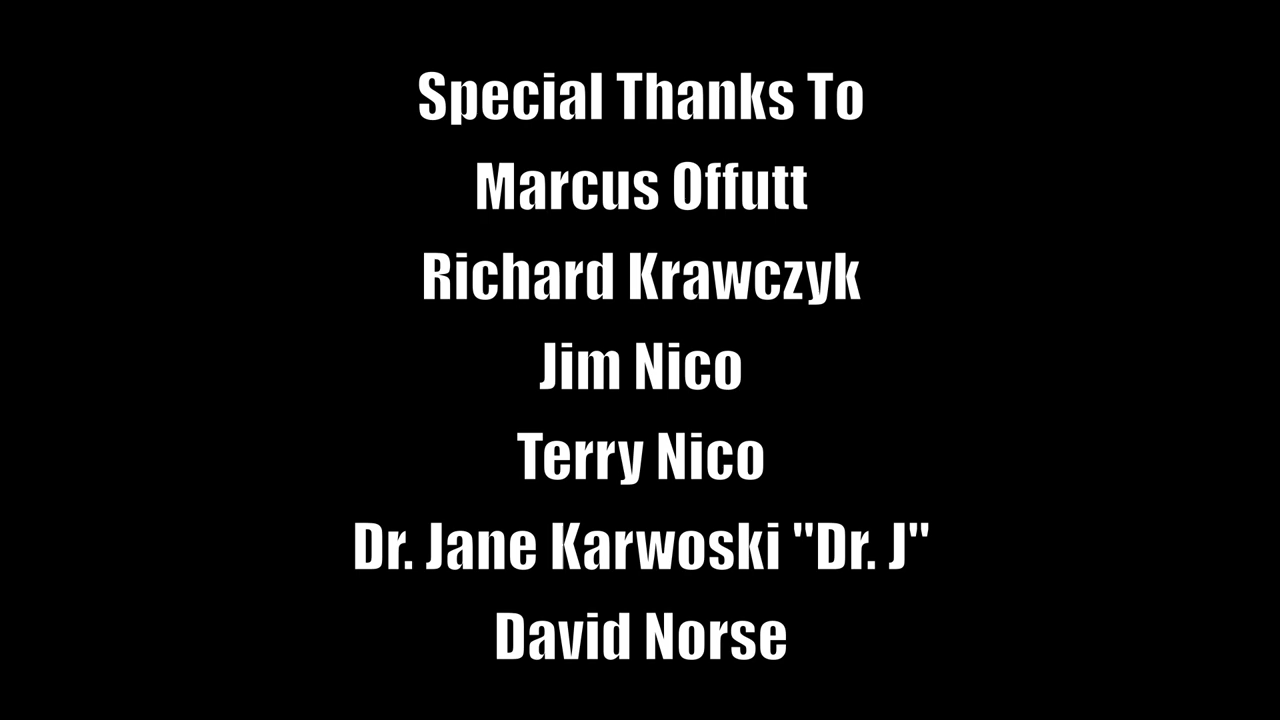 Special Thanks To
Marcus Offutt
Richard Krawczyk
Jim Nico
Terry Nico
Dr. Jane Karwoski "Dr. J"
David Norse